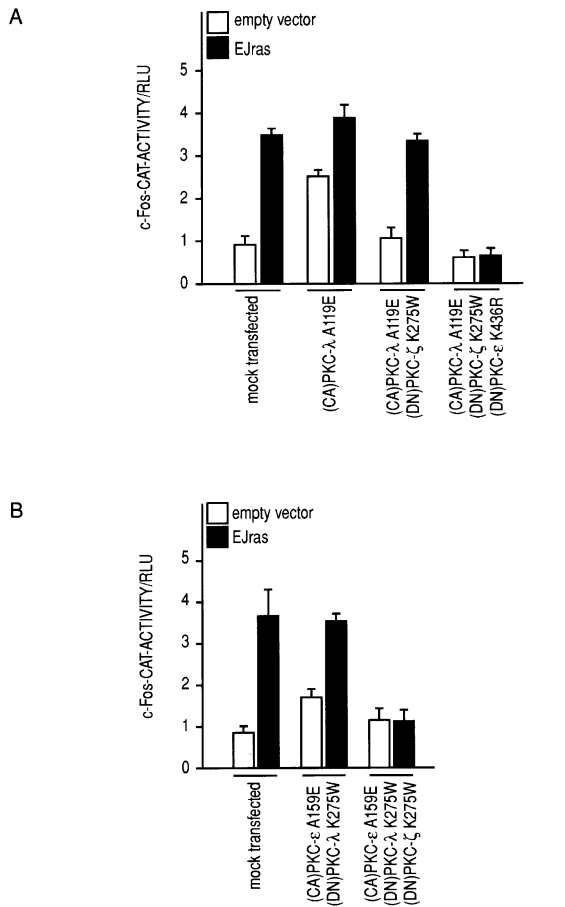 A
empty vector
EJras
c-Fos-CAT-ACTIVITY/RLU
5
4
3
2
1
0
mock transfected
(CA)PKC-λ A119E
(CA)PKC-λ A119E
(DN)PKC-ζ K275W
(CA)PKC-λ A119E
(DN)PKC-ζ K275W
(DN)PKC-ε K436R
B
empty vector
EJras
c-Fos-CAT-ACTIVITY/RLU
5
4
3
2
1
0
mock transfected
(CA)PKC-ε A159E
(DN)PKC-λ K275W
(CA)PKC-ε A159E
(DN)PKC-λ K275W
(DN)PKC-ζ K275W